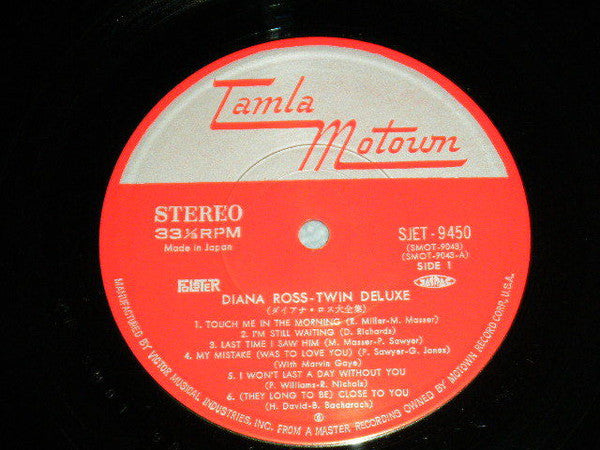 Tamla
Motown
STEREO
33⅓RPM
Made in Japan
SJET-9450
(SMOT-9043)
(SMOT-9043-A)
SIDE 1
DIANA ROSS-TWIN DELUXE
(ダイアナ・ロス大全集)
1. TOUCH ME IN THE MORNING (R. Miller-M. Masser)
2. I'M STILL WAITING (D. Richards)
3. LAST TIME I SAW HIM (M. Masser-P. Sawyer)
4. MY MISTAKE (WAS TO LOVE YOU) (P. Sawyer-G. Jones)
(With Marvin Gaye)
5. I WON'T LAST A DAY WITHOUT YOU
(P. Williams-R. Nichols)
6. (THEY LONG TO BE) CLOSE TO YOU
(H. David-B. Bacharach)
MANUFACTURED BY VICTOR MUSICAL INDUSTRIES, INC. FROM A MASTER RECORDING OWNED BY MOTOWN RECORD CORP., U.S.A.